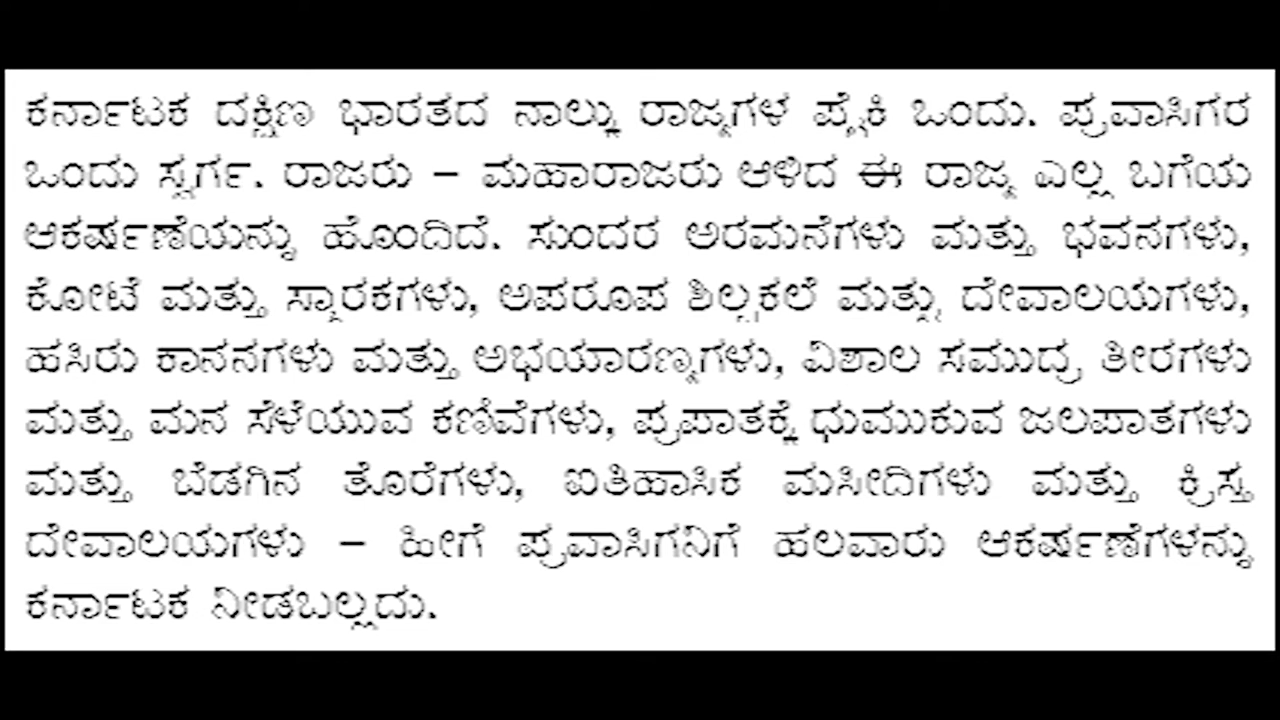 ಕರ್ನಾಟಕ ದಕ್ಷಿಣ ಭಾರತದ ನಾಲ್ಕು ರಾಜ್ಯಗಳ ಪೈಕಿ ಒಂದು. ಪ್ರವಾಸಿಗರ
ಒಂದು ಸ್ವರ್ಗ. ರಾಜರು – ಮಹಾರಾಜರು ಆಳಿದ ಈ ರಾಜ್ಯ ಎಲ್ಲ ಬಗೆಯ
ಆಕರ್ಷಣೆಯನ್ನು ಹೊಂದಿದೆ. ಸುಂದರ ಅರಮನೆಗಳು ಮತ್ತು ಭವನಗಳು,
ಕೋಟೆ ಮತ್ತು ಸ್ಮಾರಕಗಳು, ಅಪರೂಪ ಶಿಲ್ಪಕಲೆ ಮತ್ತು ದೇವಾಲಯಗಳು,
ಹಸಿರು ಕಾನನಗಳು ಮತ್ತು ಅಭಯಾರಣ್ಯಗಳು, ವಿಶಾಲ ಸಮುದ್ರ ತೀರಗಳು
ಮತ್ತು ಮನ ಸೆಳೆಯುವ ಕಣಿವೆಗಳು, ಪ್ರಪಾತಕ್ಕೆ ಧುಮುಕುವ ಜಲಪಾತಗಳು
ಮತ್ತು ಬೆಡಗಿನ ತೊರೆಗಳು, ಐತಿಹಾಸಿಕ ಮಸೀದಿಗಳು ಮತ್ತು ಕ್ರಿಸ್ತ
ದೇವಾಲಯಗಳು – ಹೀಗೆ ಪ್ರವಾಸಿಗನಿಗೆ ಹಲವಾರು ಆಕರ್ಷಣೆಗಳನ್ನು
ಕರ್ನಾಟಕ ನೀಡಬಲ್ಲದು.